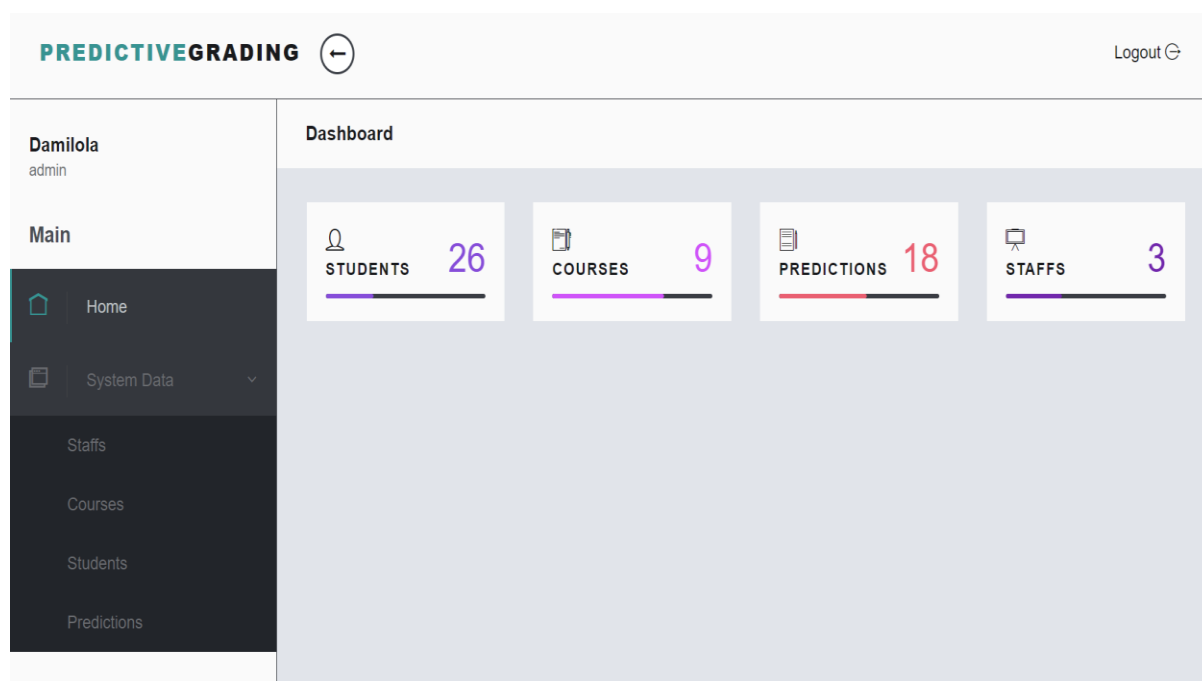 PREDICTIVEGRADING
Logout
Damilola
admin
Main
Home
System Data
Staffs
Courses
Students
Predictions
Dashboard
STUDENTS 26
COURSES 9
PREDICTIONS 18
STAFFS 3